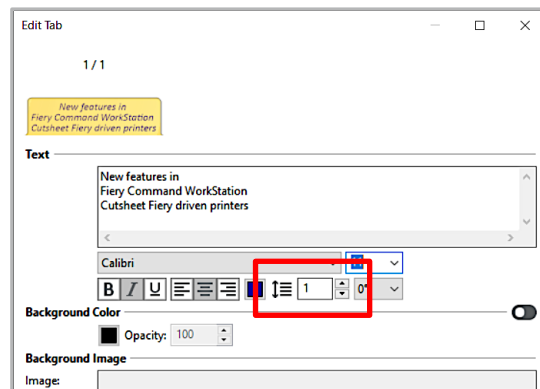 Edit Tab
1 / 1
New features in
Fiery Command WorkStation
Cutsheet Fiery driven printers
Text
New features in
Fiery Command WorkStation
Cutsheet Fiery driven printers
Calibri
B I U 1 0°
Background Color
Opacity: 100
Background Image
Image: